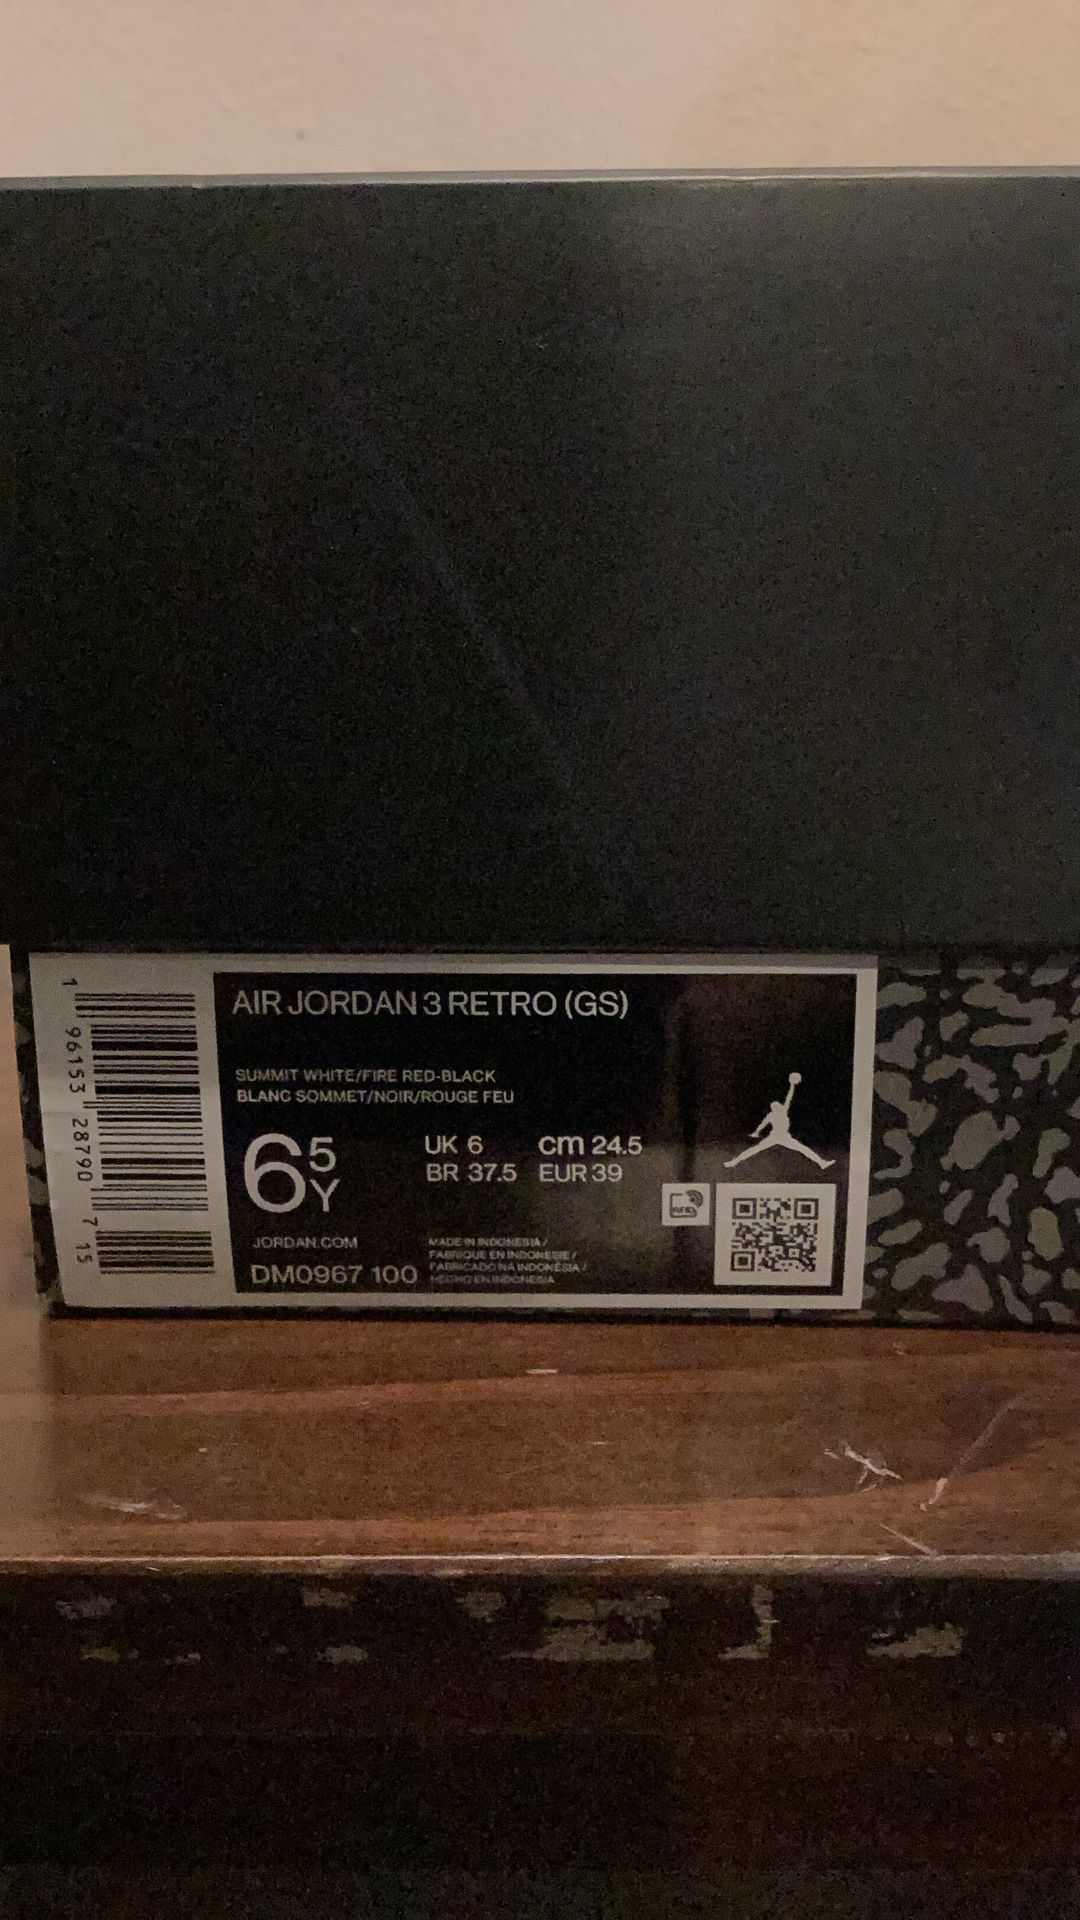 1 96153 28790 7 15
AIR JORDAN 3 RETRO (GS)
SUMMIT WHITE/FIRE RED-BLACK
BLANC SOMMET/NOIR/ROUGE FEU
6 5 Y
UK 6 cm 24.5
BR 37.5 EUR 39
RFID
JORDAN.COM
DM0967 100
MADE IN INDONESIA /
FABRIQUE EN INDONESIE /
FABRICADO NA INDONÉSIA /
HECHO EN INDONESIA